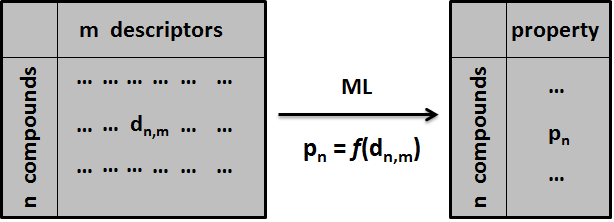 m descriptors
n compounds
... ... ... ... ... ...
... ... dn,m ... ...
... ... ... ... ... ...
ML
pn = f(dn,m)
property
n compounds
...
pn
...